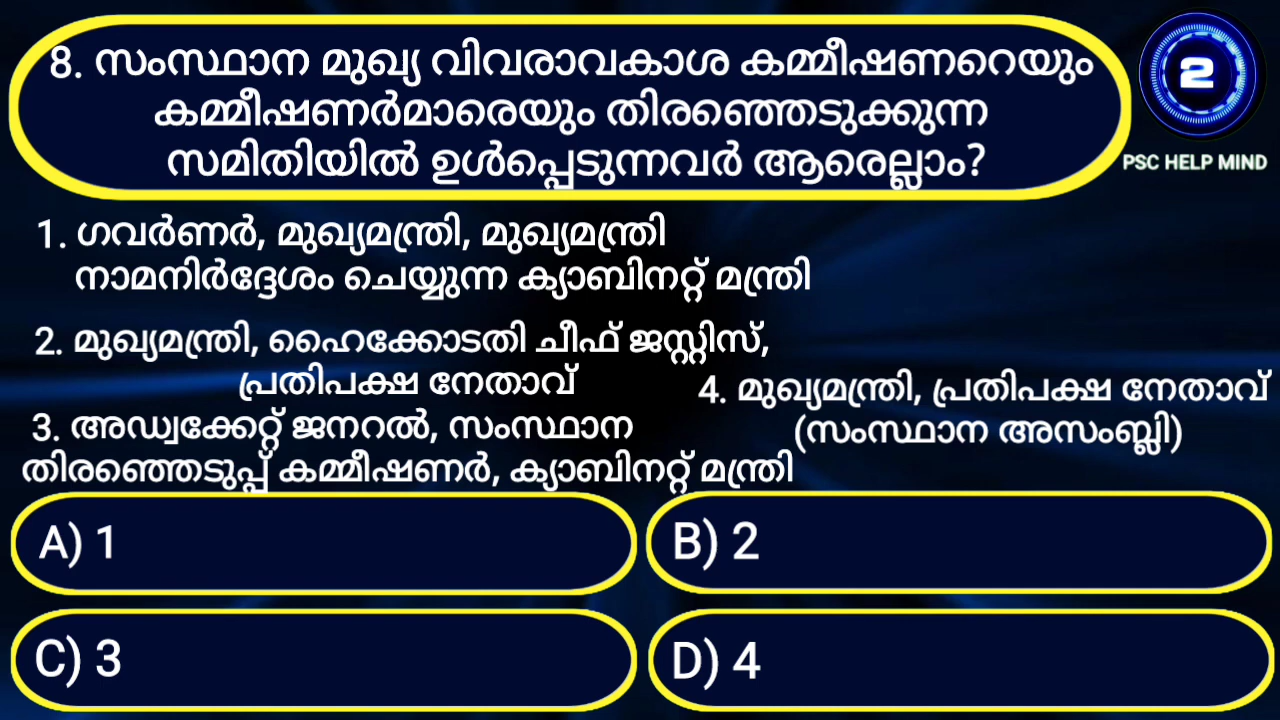 8. സംസ്ഥാന മുഖ്യ വിവരാവകാശ കമ്മീഷണറെയും
കമ്മീഷണർമാരെയും തിരഞ്ഞെടുക്കുന്ന
സമിതിയിൽ ഉൾപ്പെടുന്നവർ ആരെല്ലാം?
2
PSC HELP MIND
1. ഗവർണർ, മുഖ്യമന്ത്രി, മുഖ്യമന്ത്രി
നാമനിർദ്ദേശം ചെയ്യുന്ന ക്യാബിനറ്റ് മന്ത്രി
2. മുഖ്യമന്ത്രി, ഹൈക്കോടതി ചീഫ് ജസ്റ്റിസ്,
പ്രതിപക്ഷ നേതാവ്
3. അഡ്വക്കേറ്റ് ജനറൽ, സംസ്ഥാന
തിരഞ്ഞെടുപ്പ് കമ്മീഷണർ, ക്യാബിനറ്റ് മന്ത്രി
4. മുഖ്യമന്ത്രി, പ്രതിപക്ഷ നേതാവ്
(സംസ്ഥാന അസംബ്ലി)
A) 1
B) 2
C) 3
D) 4